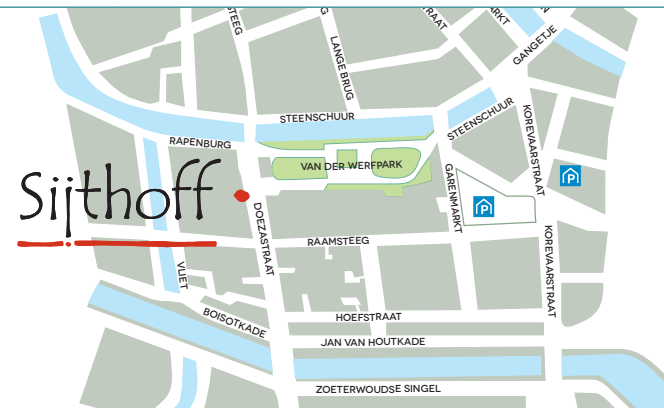 STEEG
G
RAAT
RKT
N
LANGE BRUG
GANGETJE
STEENSCHUUR
STEENSCHUUR
RAPENBURG
KOREVAARSTRAAT
VAN DER WERFPARK
GARENMARKT
P
P
Sijthoff
DOEZASTRAAT
RAAMSTEEG
KOREVAARSTRAAT
VLIET
BOISOTKADE
HOEFSTRAAT
JAN VAN HOUTKADE
ZOETERWOUDSE SINGEL